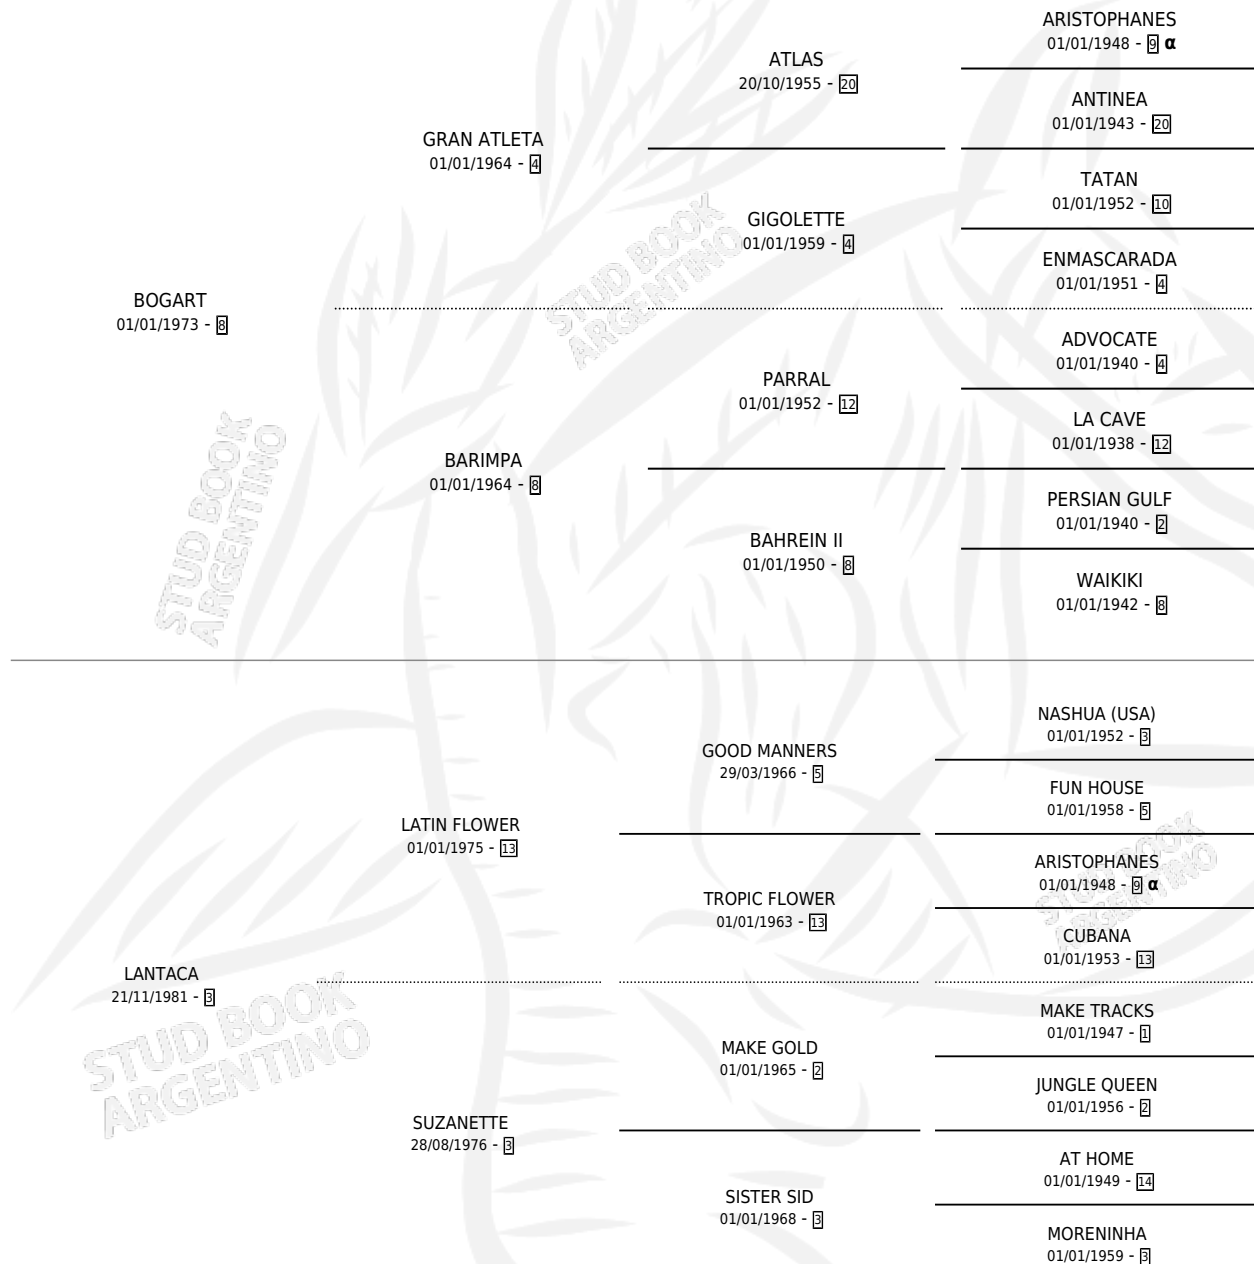 ARISTOPHANES
01/01/1948 - 9 α
ATLAS
20/10/1955 - 20
ANTINEA
01/01/1943 - 20
GRAN ATLETA
01/01/1964 - 4
TATAN
01/01/1952 - 10
GIGOLETTE
01/01/1959 - 4
ENMASCARADA
01/01/1951 - 4
BOGART
01/01/1973 - 8
ADVOCATE
01/01/1940 - 4
PARRAL
01/01/1952 - 12
LA CAVE
01/01/1938 - 12
BARIMPA
01/01/1964 - 8
PERSIAN GULF
01/01/1940 - 2
BAHREIN II
01/01/1950 - 8
WAIKIKI
01/01/1942 - 8
STUD BOOK
ARGENTINO
STUD BOOK
ARGENTINO
NASHUA (USA)
01/01/1952 - 3
GOOD MANNERS
29/03/1966 - 5
FUN HOUSE
01/01/1958 - 5
LATIN FLOWER
01/01/1975 - 13
ARISTOPHANES
01/01/1948 - 9 α
TROPIC FLOWER
01/01/1963 - 13
CUBANA
01/01/1953 - 13
LANTACA
21/11/1981 - 3
MAKE TRACKS
01/01/1947 - 1
MAKE GOLD
01/01/1965 - 2
JUNGLE QUEEN
01/01/1956 - 2
SUZANETTE
28/08/1976 - 3
AT HOME
01/01/1949 - 14
SISTER SID
01/01/1968 - 3
MORENINHA
01/01/1959 - 3
STUD BOOK
ARGENTINO
STUD BOOK
ARGENTINO